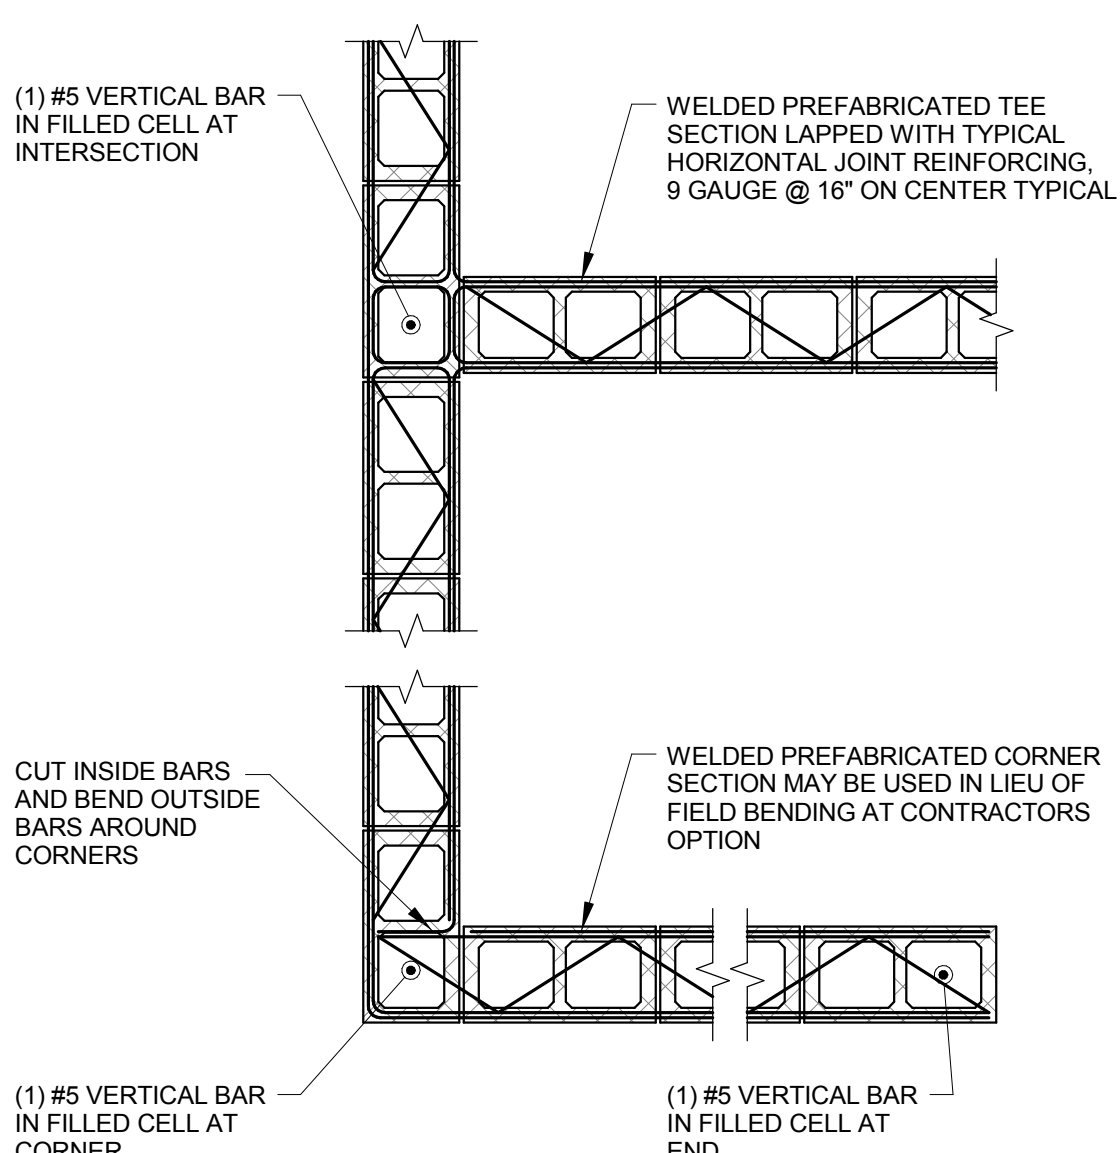 (1) #5 VERTICAL BAR
IN FILLED CELL AT
INTERSECTION
WELDED PREFABRICATED TEE
SECTION LAPPED WITH TYPICAL
HORIZONTAL JOINT REINFORCING,
9 GAUGE @ 16" ON CENTER TYPICAL
CUT INSIDE BARS
AND BEND OUTSIDE
BARS AROUND
CORNERS
WELDED PREFABRICATED CORNER
SECTION MAY BE USED IN LIEU OF
FIELD BENDING AT CONTRACTORS
OPTION
(1) #5 VERTICAL BAR
IN FILLED CELL AT
CORNER
(1) #5 VERTICAL BAR
IN FILLED CELL AT
END